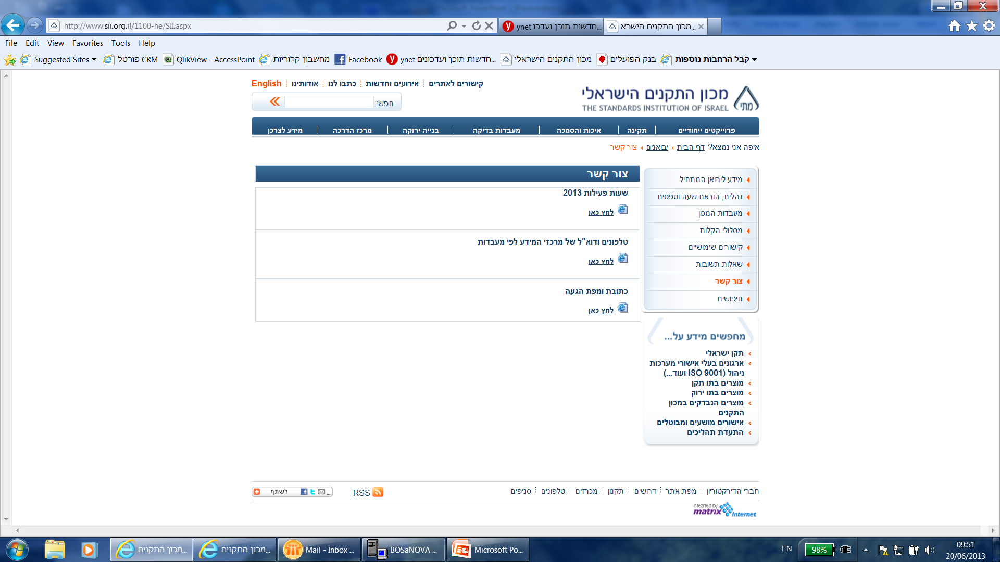 http://www.sii.org.il/1100-he/SII.aspx
ynet חדשות תוכן ועדכו...
מכון התקנים הישרא...
File Edit View Favorites Tools Help
Suggested Sites
פורטל CRM
QlikView - AccessPoint
מחשבון קלוריות
Facebook
ynet חדשות תוכן ועדכונים...
מכון התקנים הישראלי
בנק הפועלים
קבל הרחבות נוספות
קישורים לאתרים
אירועים וחדשות
כתבו לנו
אודותינו
English
חפש:
מכון התקנים הישראלי
THE STANDARDS INSTITUTION OF ISRAEL
מתי
פרוייקטים ייחודיים
תקינה
איכות והסמכה
מעבדות בדיקה
בנייה ירוקה
מרכז הדרכה
מידע לצרכן
איפה אני נמצא? דף הבית יבואנים צור קשר
מידע ליבואן המתחיל
נהלים, הוראת שעה וטפסים
מעבדות המכון
מסלולי הקלות
קישורים שימושיים
שאלות תשובות
צור קשר
חיפושים
צור קשר
שעות פעילות 2013
לחץ כאן
טלפונים ודוא"ל של מרכזי המידע לפי מעבדות
לחץ כאן
כתובת ומפת הגעה
לחץ כאן
מחפשים מידע על...
תקן ישראלי
ארגונים בעלי אישורי מערכות
ניהול (ISO 9001 ועוד...)
מוצרים בתו תקן
מוצרים בתו ירוק
מוצרים הנבדקים במכון
התקנים
אישורים מושעים ומבוטלים
התעדת תהליכים
חברי הדירקטוריון
מפת אתר
דרושים
תקנון
מכרזים
טלפונים
סניפים
RSS
לשתף
created by
matrix Internet
מכון התקנים...
מכון התקנים...
Mail - Inbox ...
BOSaNOVA ...
Microsoft Po...
EN
98%
09:51
20/06/2013